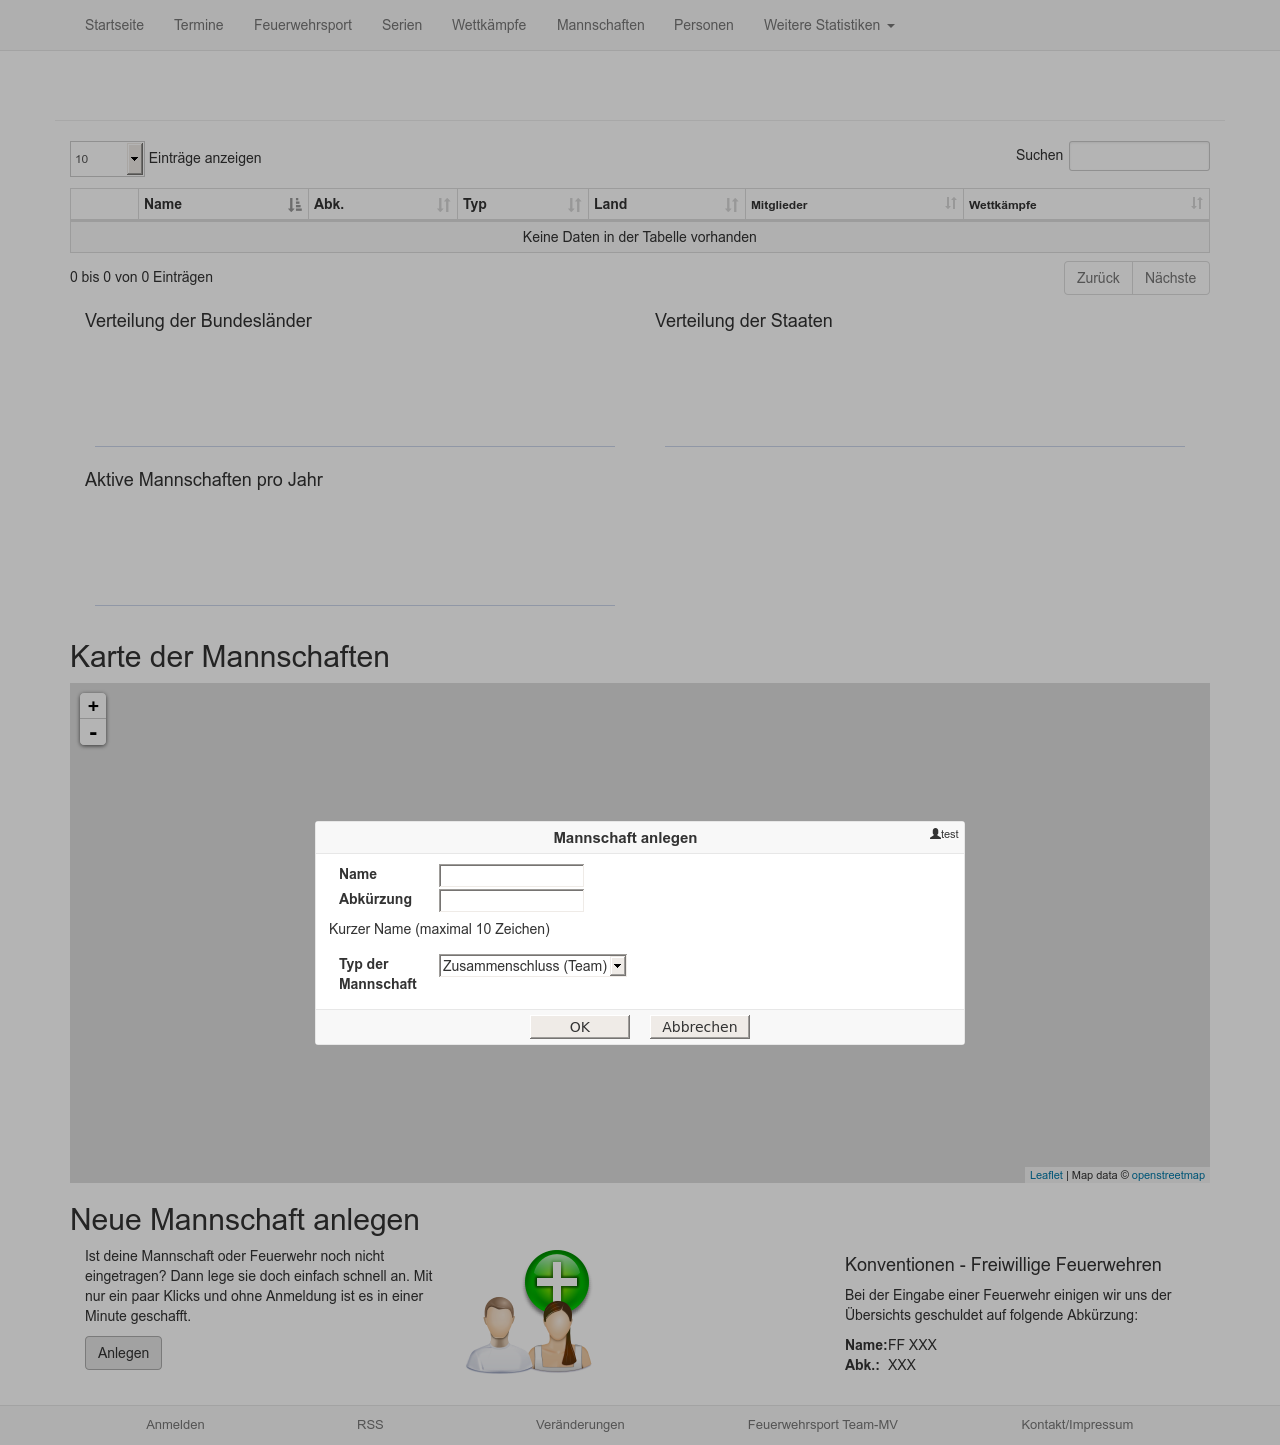 Startseite Termine Feuerwehrsport Serien Wettkämpfe Mannschaften Personen Weitere Statistiken
10 Einträge anzeigen Suchen
Name Abk. Typ Land Mitglieder Wettkämpfe
Keine Daten in der Tabelle vorhanden
0 bis 0 von 0 Einträgen Zurück Nächste
Verteilung der Bundesländer Verteilung der Staaten
Aktive Mannschaften pro Jahr
Karte der Mannschaften
+
-
Mannschaft anlegen test
Name
Abkürzung
Kurzer Name (maximal 10 Zeichen)
Typ der Mannschaft Zusammenschluss (Team)
OK Abbrechen
Leaflet | Map data © openstreetmap
Neue Mannschaft anlegen
Ist deine Mannschaft oder Feuerwehr noch nicht
eingetragen? Dann lege sie doch einfach schnell an. Mit
nur ein paar Klicks und ohne Anmeldung ist es in einer
Minute geschafft.
Anlegen
Konventionen - Freiwillige Feuerwehren
Bei der Eingabe einer Feuerwehr einigen wir uns der
Übersichts geschuldet auf folgende Abkürzung:
Name: FF XXX
Abk.: XXX
Anmelden RSS Veränderungen Feuerwehrsport Team-MV Kontakt/Impressum